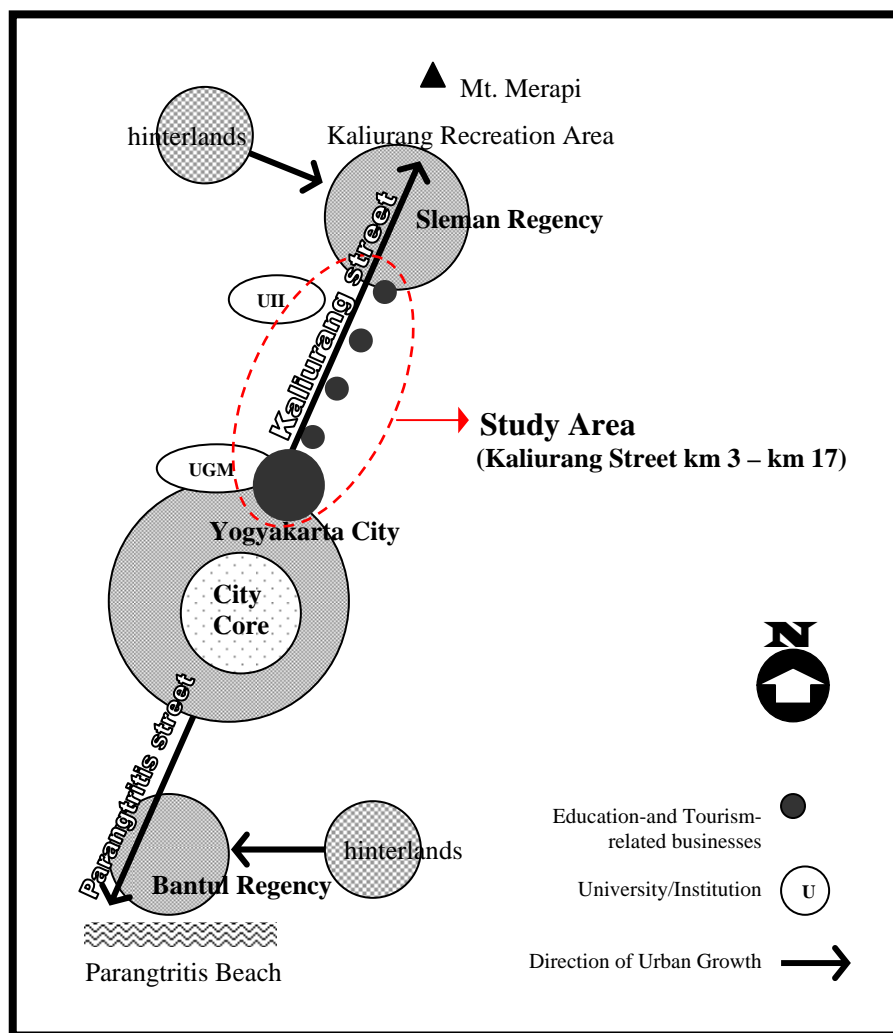 Mt. Merapi
hinterlands
Kaliurang Recreation Area
Sleman Regency
Kaliurang street
UII
Study Area
(Kaliurang Street km 3 – km 17)
UGM
Yogyakarta City
City
Core
N
Parangtritis street
Education-and Tourism-
related businesses
hinterlands
Bantul Regency
University/Institution
U
Direction of Urban Growth
Parangtritis Beach